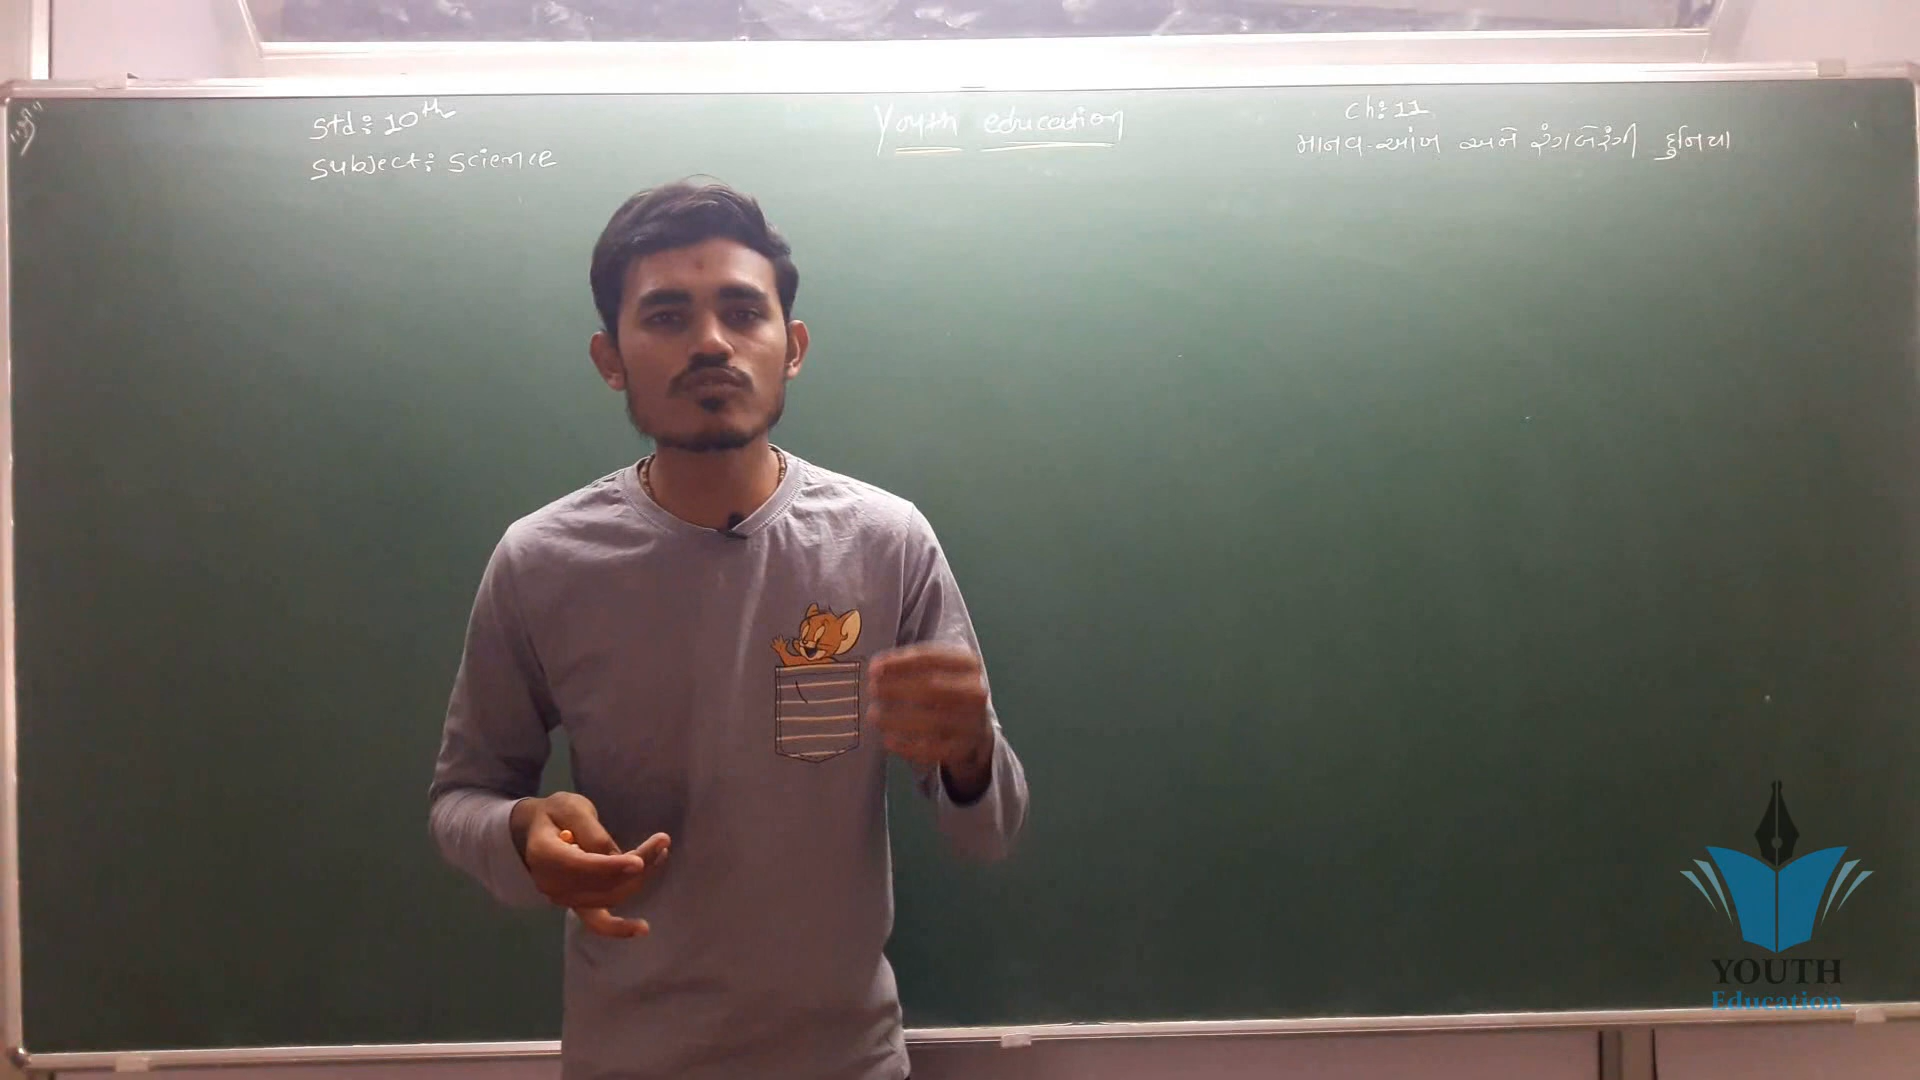 Std: 10th
Subject: Science
Youth education
Ch: 11
માનવ-આંખ અને રંગબેરંગી દુનિયા
YOUTH
Education